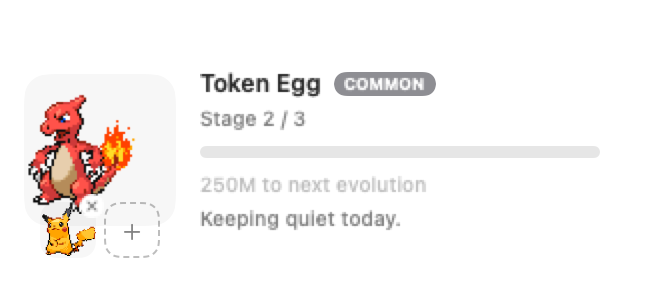 Token Egg COMMON
Stage 2 / 3
250M to next evolution
Keeping quiet today.